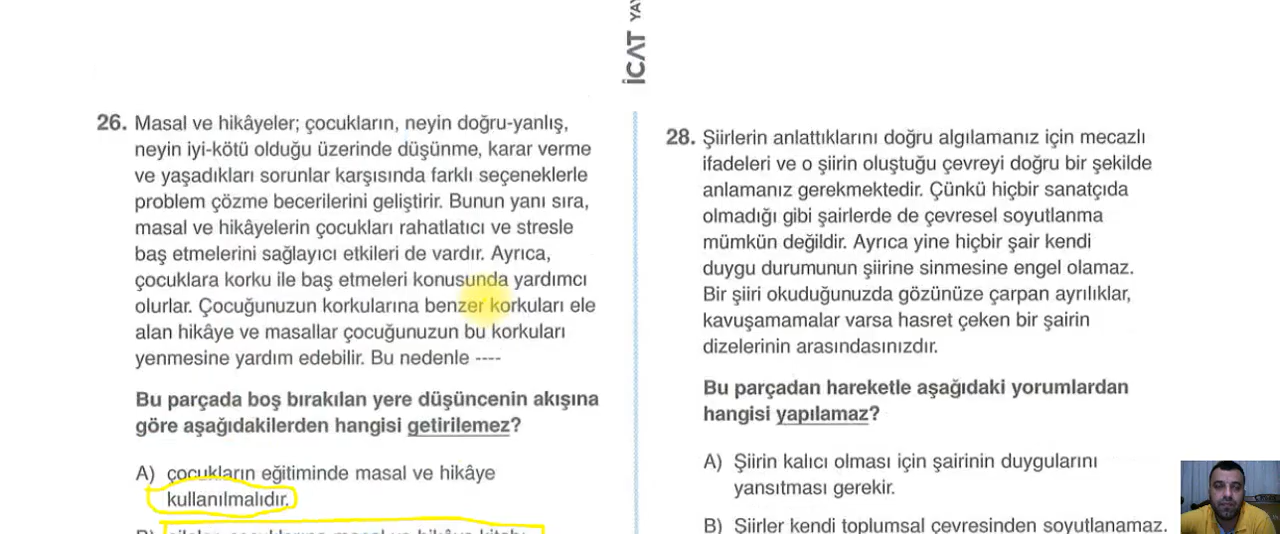 İCAT YAY
26. Masal ve hikâyeler; çocukların, neyin doğru-yanlış,
neyin iyi-kötü olduğu üzerinde düşünme, karar verme
ve yaşadıkları sorunlar karşısında farklı seçeneklerle
problem çözme becerilerini geliştirir. Bunun yanı sıra,
masal ve hikâyelerin çocukları rahatlatıcı ve stresle
baş etmelerini sağlayıcı etkileri de vardır. Ayrıca,
çocuklara korku ile baş etmeleri konusunda yardımcı
olurlar. Çocuğunuzun korkularına benzer korkuları ele
alan hikâye ve masallar çocuğunuzun bu korkuları
yenmesine yardım edebilir. Bu nedenle ----
Bu parçada boş bırakılan yere düşüncenin akışına
göre aşağıdakilerden hangisi getirilemez?
A) çocukların eğitiminde masal ve hikâye
kullanılmalıdır.
28. Şiirlerin anlattıklarını doğru algılamanız için mecazlı
ifadeleri ve o şiirin oluştuğu çevreyi doğru bir şekilde
anlamanız gerekmektedir. Çünkü hiçbir sanatçıda
olmadığı gibi şairlerde de çevresel soyutlanma
mümkün değildir. Ayrıca yine hiçbir şair kendi
duygu durumunun şiirine sinmesine engel olamaz.
Bir şiiri okuduğunuzda gözünüze çarpan ayrılıklar,
kavuşamamalar varsa hasret çeken bir şairin
dizelerinin arasındasınızdır.
Bu parçadan hareketle aşağıdaki yorumlardan
hangisi yapılamaz?
A) Şiirin kalıcı olması için şairinin duygularını
yansıtması gerekir.
B) Şiirler kendi toplumsal çevresinden soyutlanamaz.